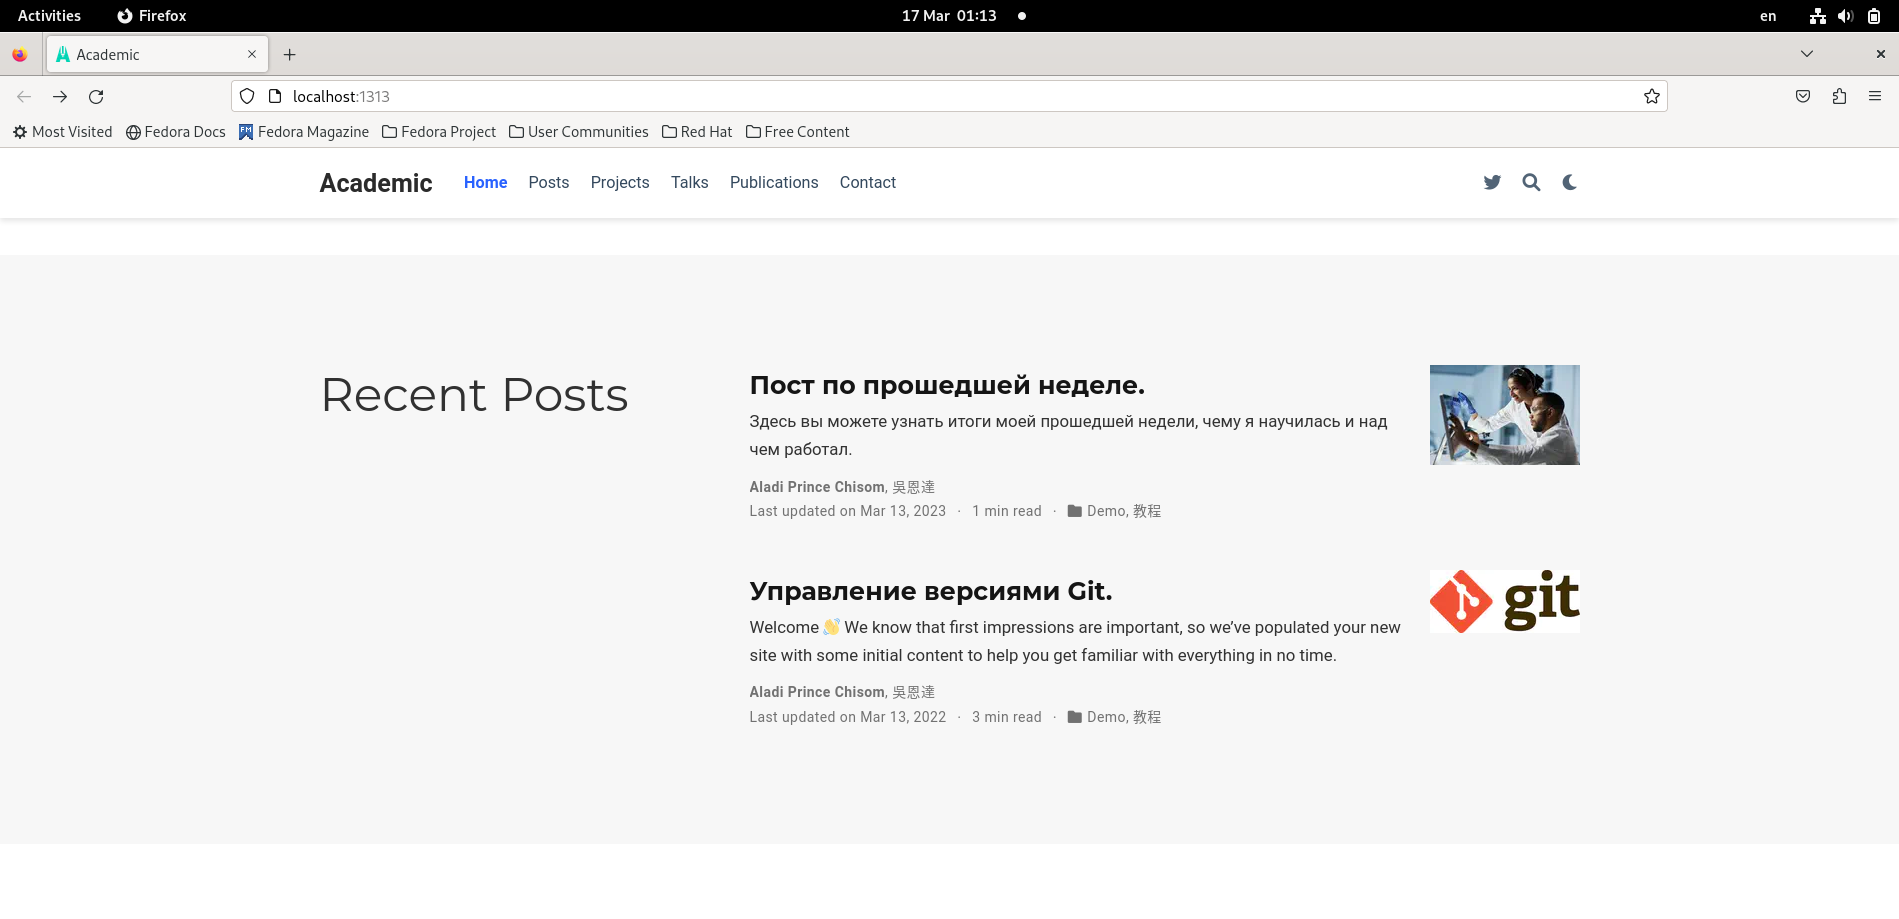 Activities Firefox 17 Mar 01:13 en
Academic
localhost:1313
Most Visited Fedora Docs Fedora Magazine Fedora Project User Communities Red Hat Free Content
Academic Home Posts Projects Talks Publications Contact
Recent Posts
Пост по прошедшей неделе.
Здесь вы можете узнать итоги моей прошедшей недели, чему я научилась и над
чем работал.
Aladi Prince Chisom, 吳恩達
Last updated on Mar 13, 2023 · 1 min read · Demo, 教程
Управление версиями Git.
git
Welcome 👋 We know that first impressions are important, so we’ve populated your new
site with some initial content to help you get familiar with everything in no time.
Aladi Prince Chisom, 吳恩達
Last updated on Mar 13, 2022 · 3 min read · Demo, 教程